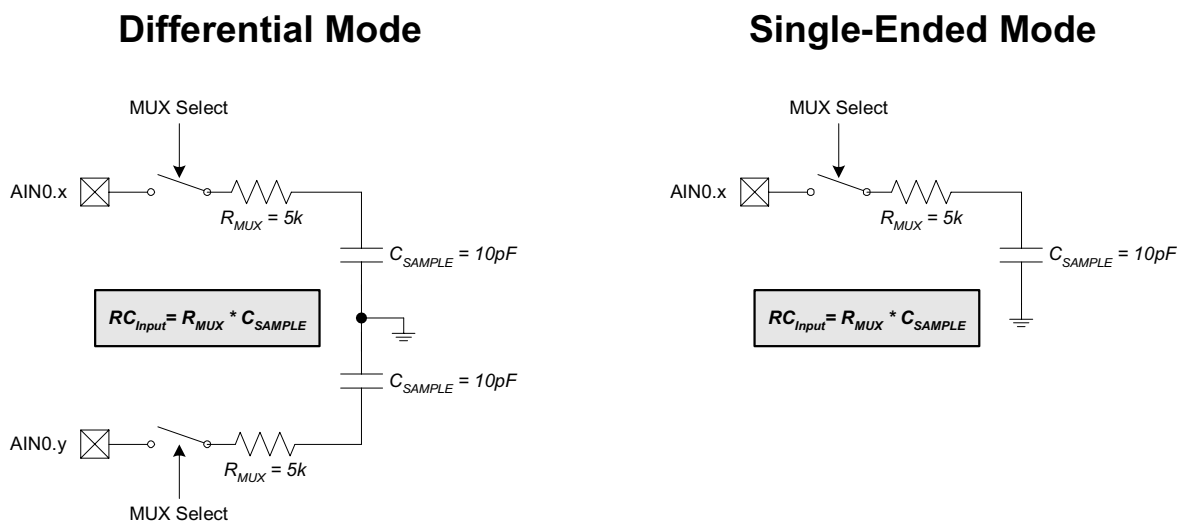 Differential Mode
MUX Select
AIN0.x
R_MUX = 5k
C_SAMPLE = 10pF
RC_Input= R_MUX * C_SAMPLE
C_SAMPLE = 10pF
AIN0.y
R_MUX = 5k
MUX Select
Single-Ended Mode
MUX Select
AIN0.x
R_MUX = 5k
C_SAMPLE = 10pF
RC_Input= R_MUX * C_SAMPLE